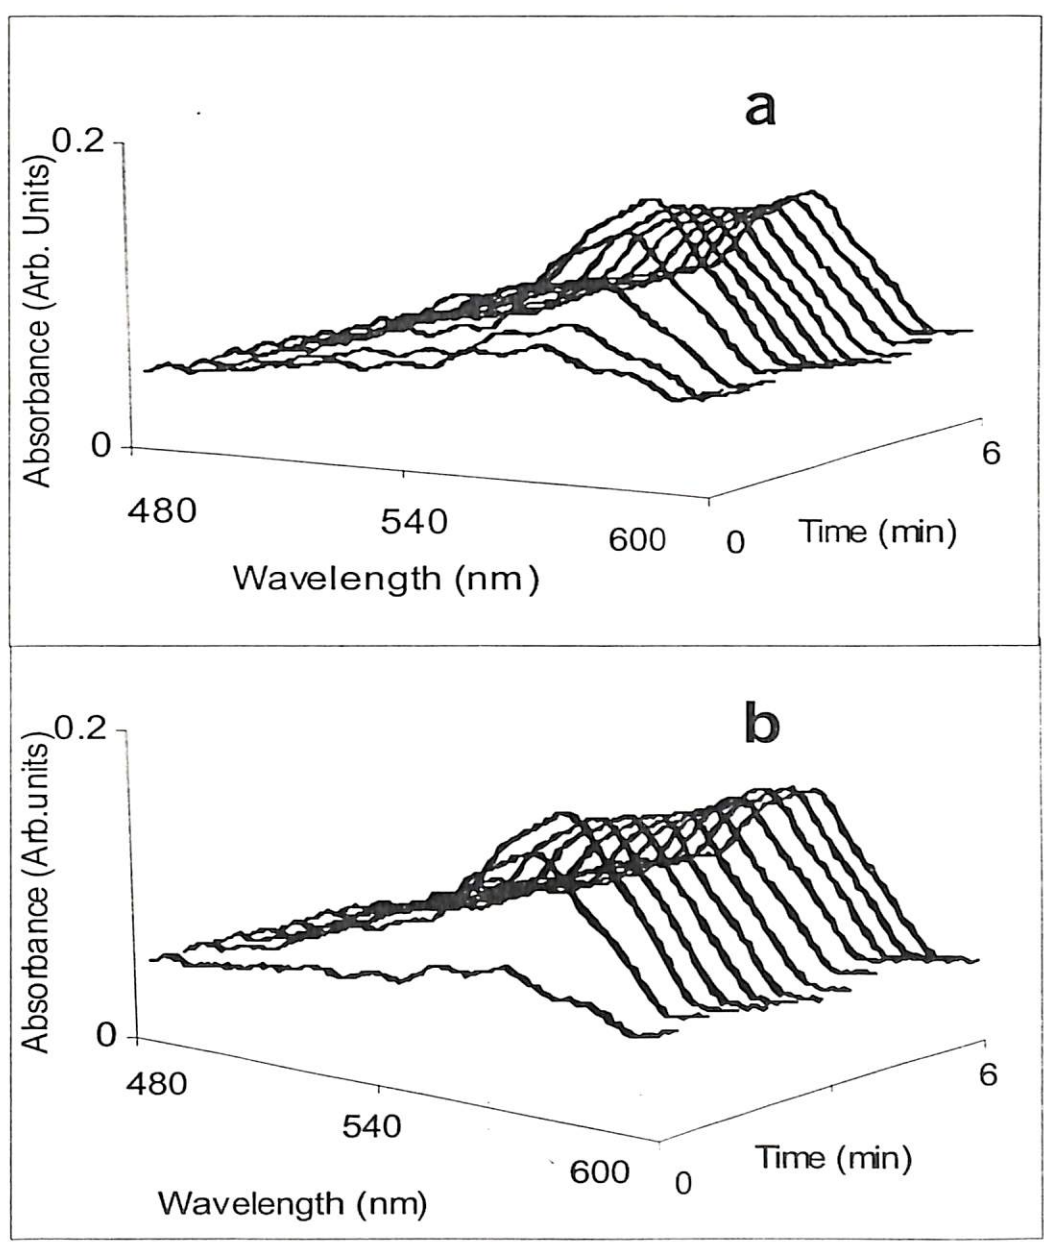 a
0.2
Absorbance (Arb. Units)
0
480
540
600
0
6
Time (min)
Wavelength (nm)
b
0.2
Absorbance (Arb.units)
0
480
540
600
0
6
Time (min)
Wavelength (nm)